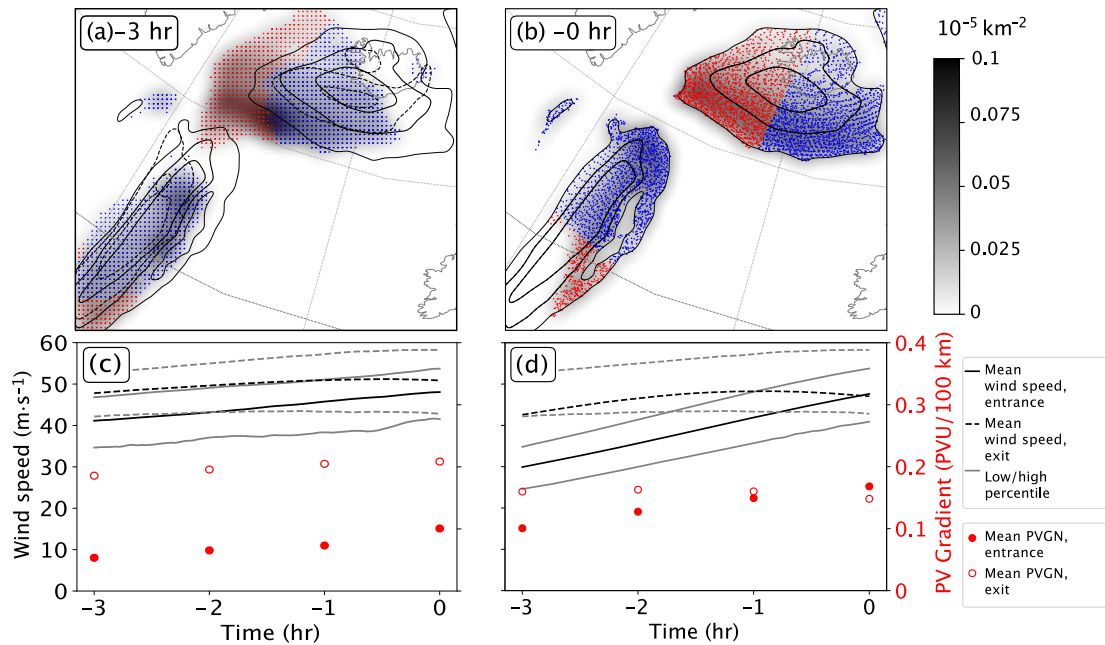 (a)-3 hr
(b) -0 hr
10⁻⁵ km⁻²
0.1
0.075
0.05
0.025
0
(c)
60
50
40
30
20
10
0
Wind speed (m·s⁻¹)
-3
-2
-1
0
Time (hr)
(d)
-3
-2
-1
0
Time (hr)
0.4
0.3
0.2
0.1
0
PV Gradient (PVU/100 km)
Mean
wind speed,
entrance
Mean
wind speed,
exit
Low/high
percentile
Mean PVGN,
entrance
Mean PVGN,
exit